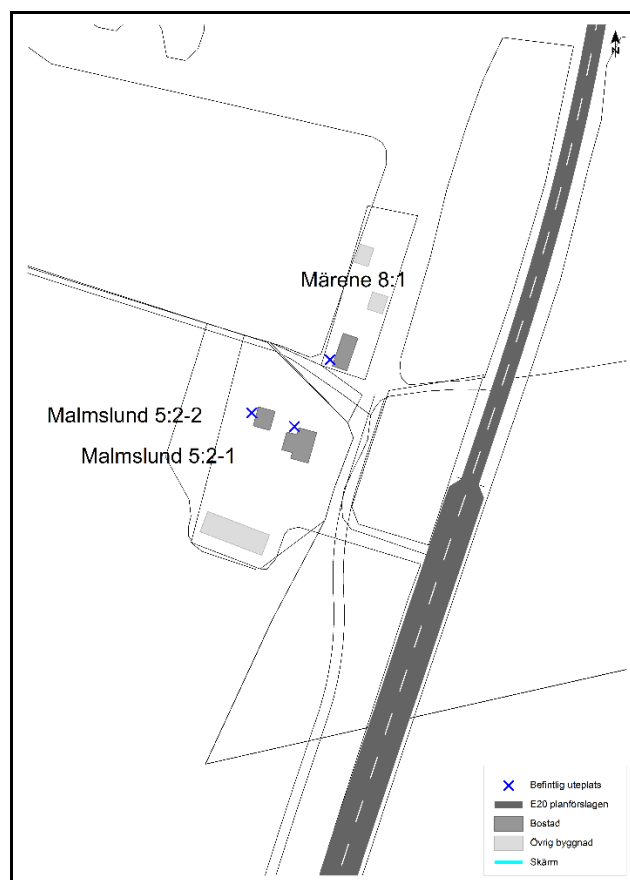 N
Märene 8:1
Malmslund 5:2-2
Malmslund 5:2-1
Befintlig uteplats
E20 planförslagen
Bostad
Övrig byggnad
Skärm